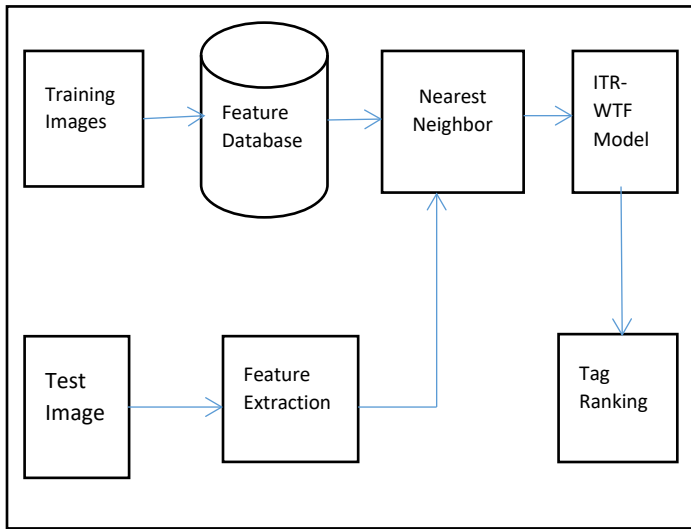 Training
Images
Feature
Database
Nearest
Neighbor
ITR-
WTF
Model
Test
Image
Feature
Extraction
Tag
Ranking